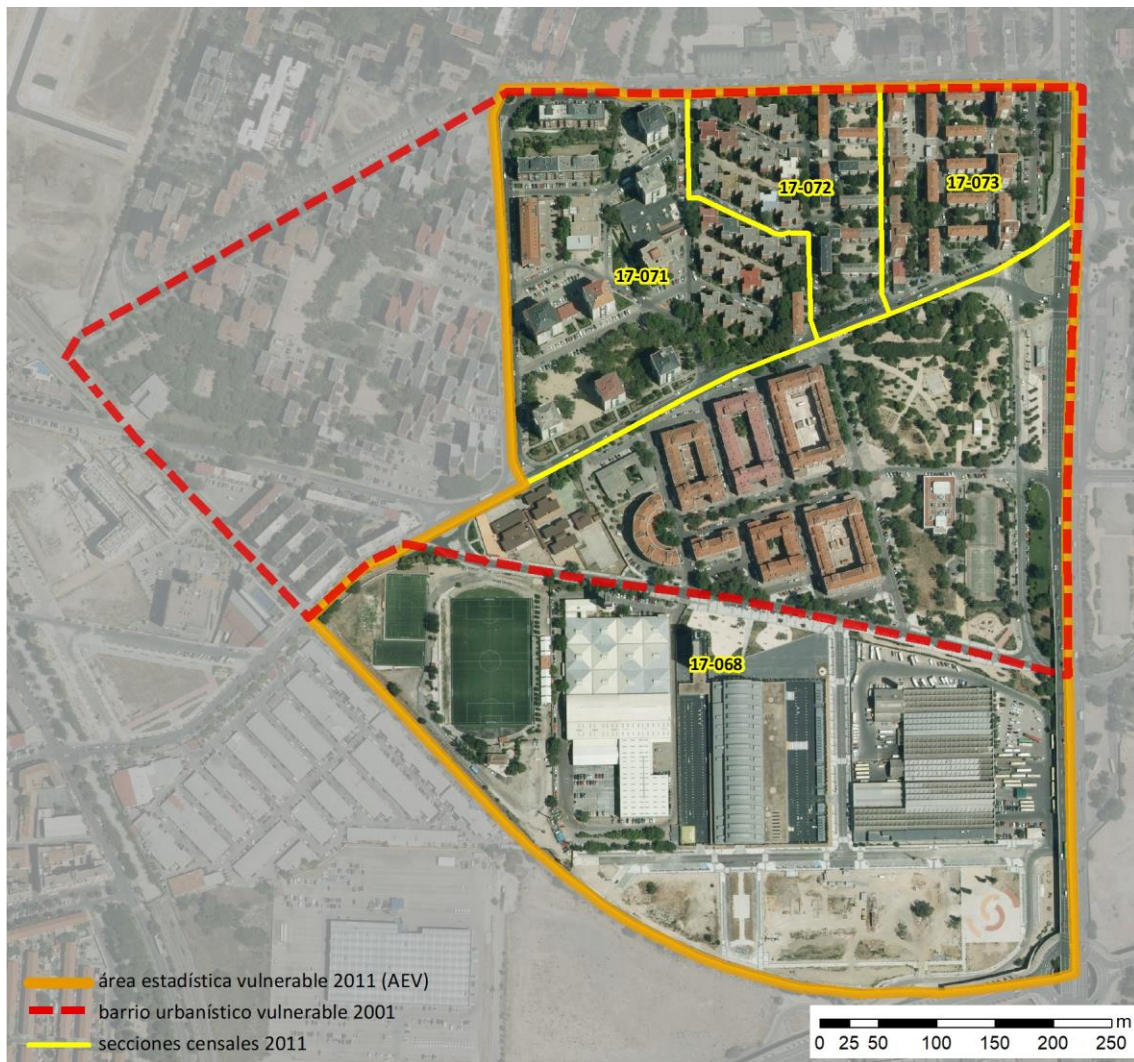 17-072
17-073
17-071
17-068
área estadística vulnerable 2011 (AEV)
barrio urbanístico vulnerable 2001
secciones censales 2011
m
0 25 50 100 150 200 250